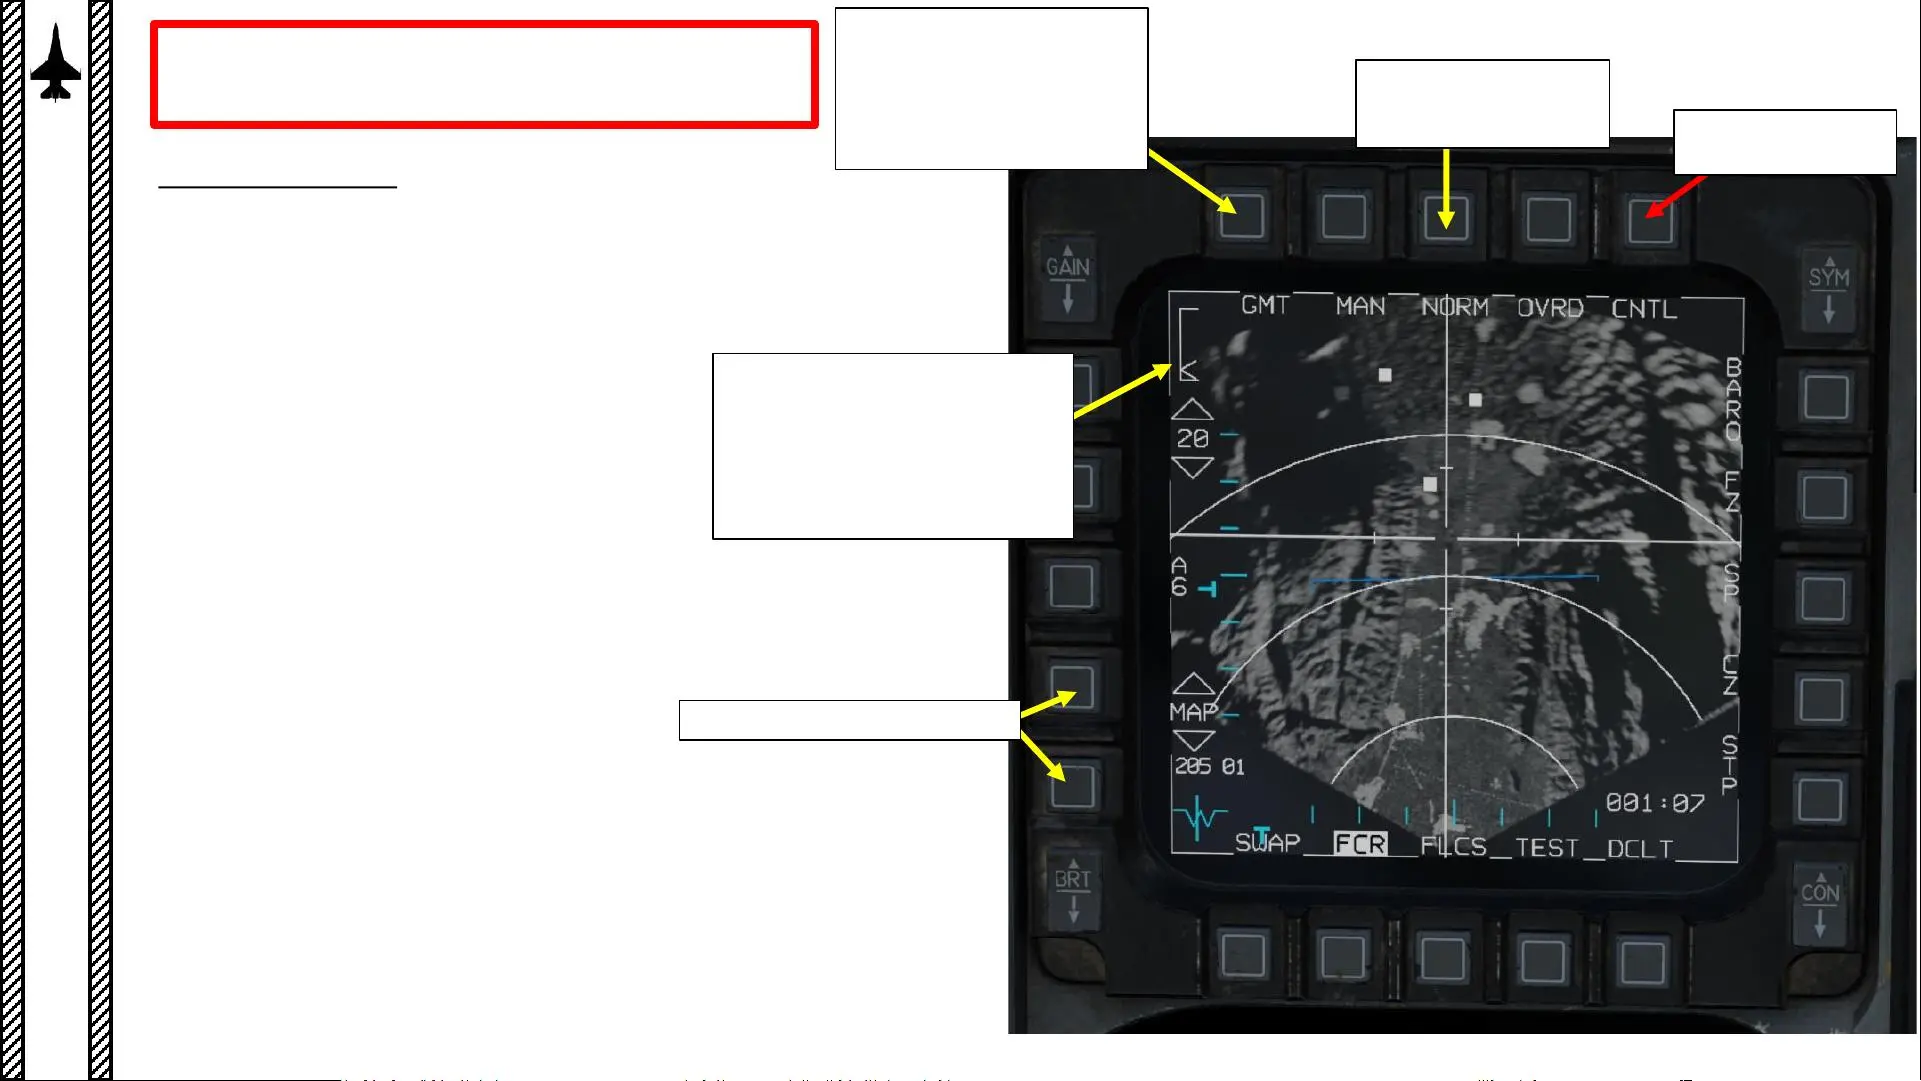 GAIN
SYM
GMT MAN NORM OVRD CNTL
BARO
20
FZ
A
6
SP
MAP
CZ
205 01
STP
001:07
SWAP FCR FLCS TEST DCLT
BRT
CON